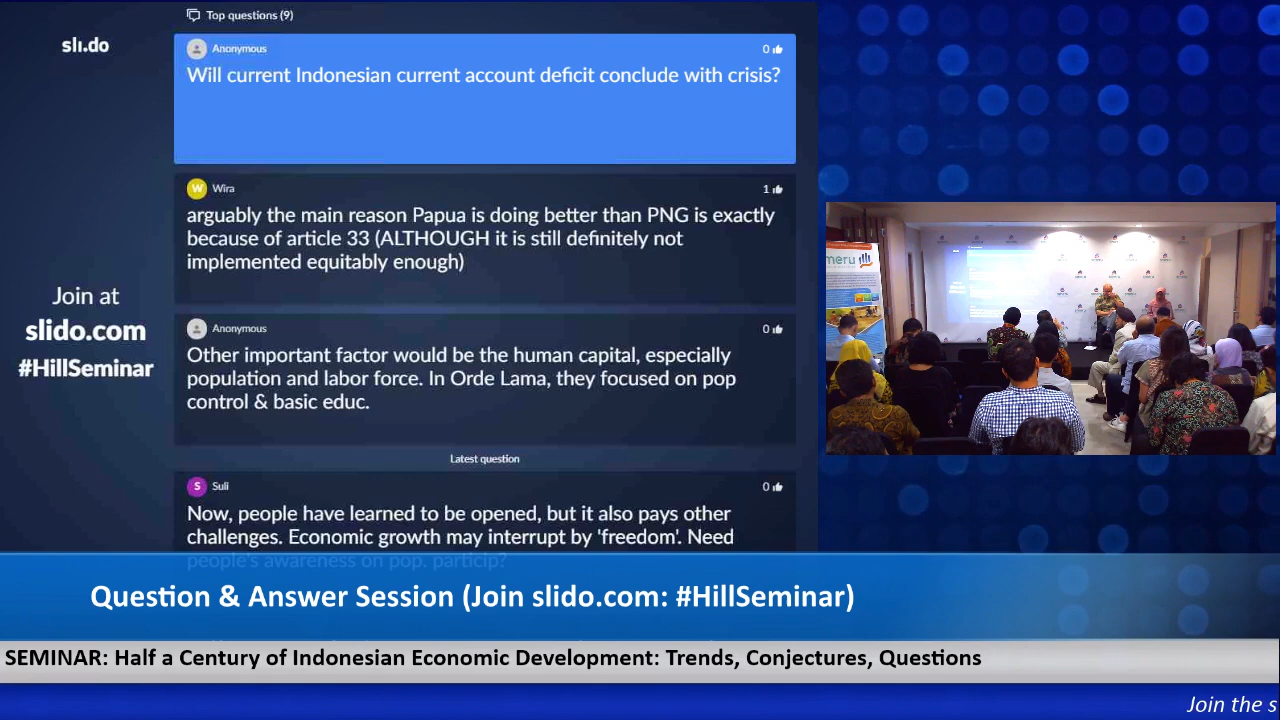 Top questions (9)
sli.do
Anonymous
0
Will current Indonesian current account deficit conclude with crisis?
W
Wira
1
arguably the main reason Papua is doing better than PNG is exactly
because of article 33 (ALTHOUGH it is still definitely not
implemented equitably enough)
Join at
slido.com
#HillSeminar
Anonymous
0
Other important factor would be the human capital, especially
population and labor force. In Orde Lama, they focused on pop
control & basic educ.
Latest question
S
Suli
0
Now, people have learned to be opened, but it also pays other
challenges. Economic growth may interrupt by 'freedom'. Need
people's awareness on pop. particip?
meru
Question & Answer Session (Join slido.com: #HillSeminar)
SEMINAR: Half a Century of Indonesian Economic Development: Trends, Conjectures, Questions
Join the s